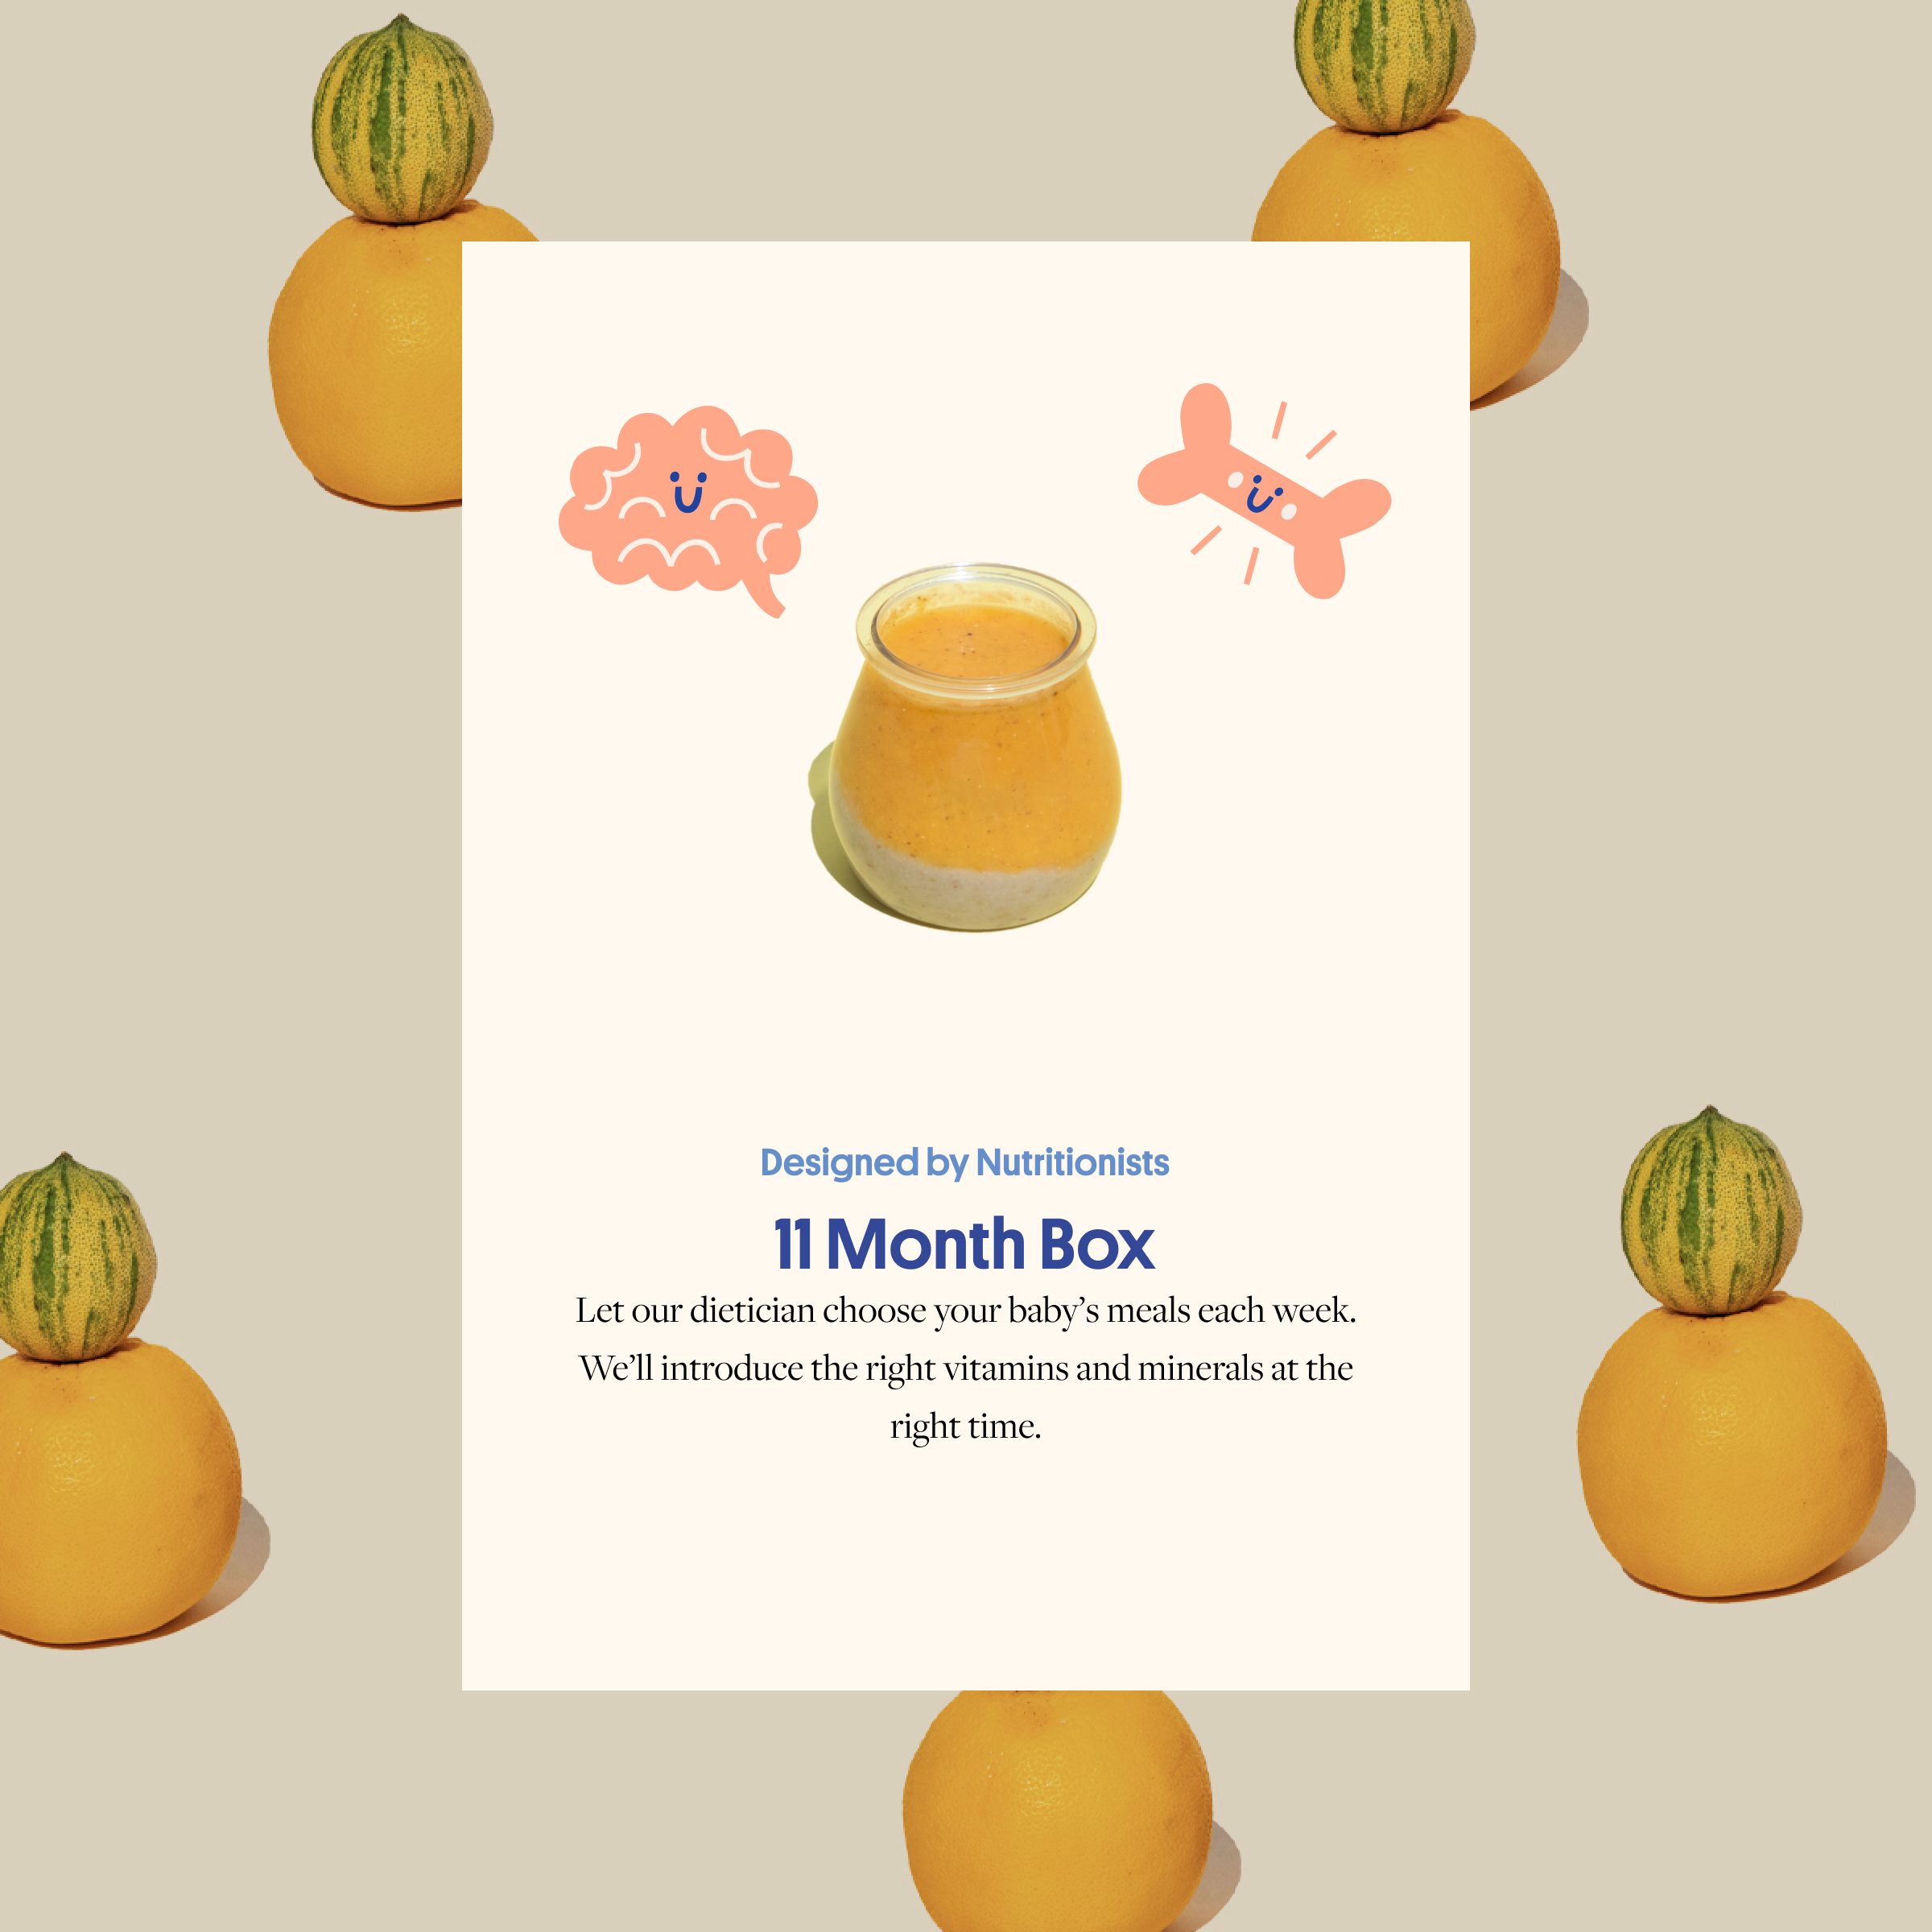 Designed by Nutritionists
11 Month Box
Let our dietician choose your baby’s meals each week.
We’ll introduce the right vitamins and minerals at the
right time.